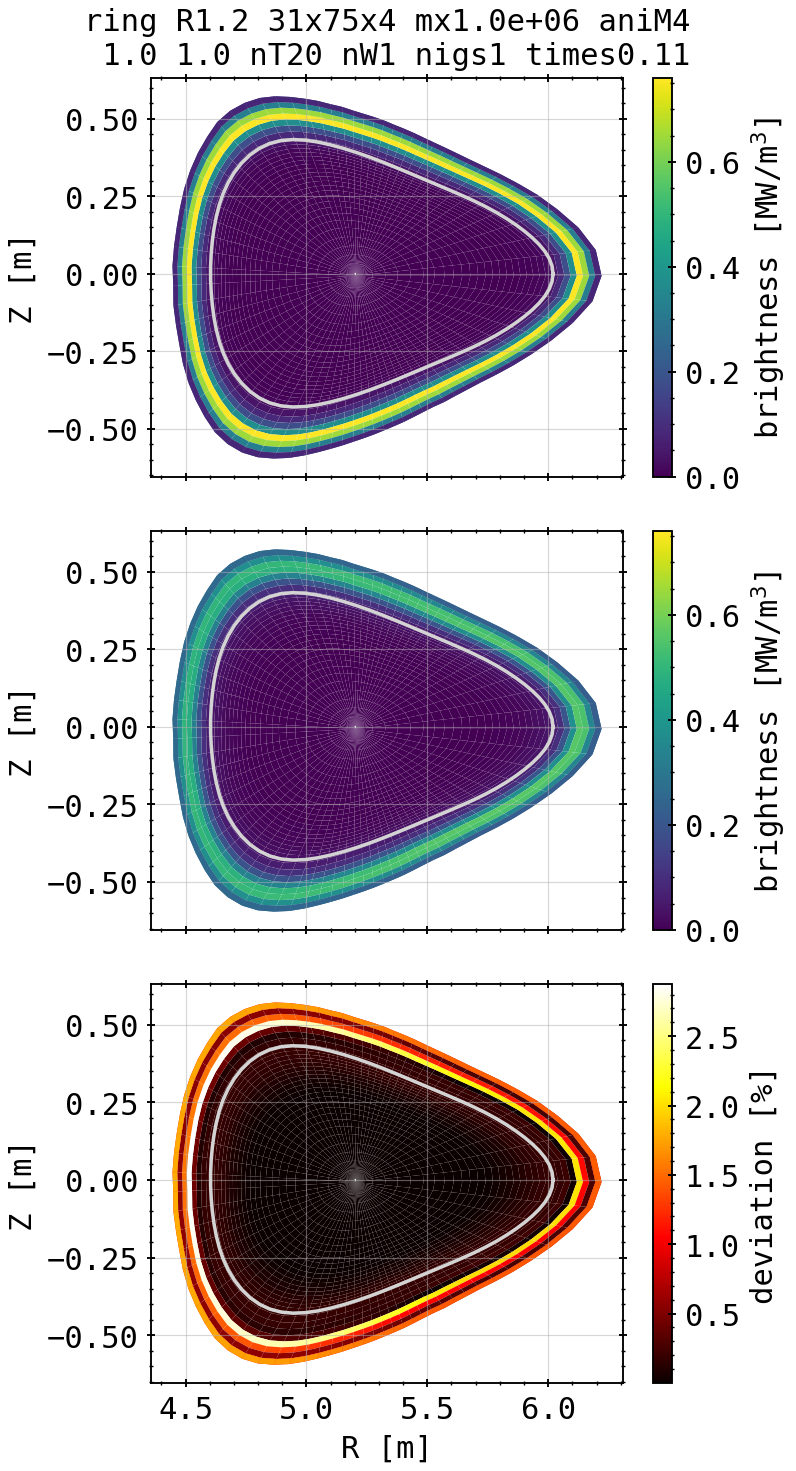 ring R1.2 31x75x4 mx1.0e+06 aniM4
1.0 1.0 nT20 nW1 nigs1 times0.11
0.50
0.25
0.00
−0.25
−0.50
Z [m]
0.6
0.4
0.2
0.0
brightness [MW/m³]
0.50
0.25
0.00
−0.25
−0.50
Z [m]
0.6
0.4
0.2
0.0
brightness [MW/m³]
0.50
0.25
0.00
−0.25
−0.50
Z [m]
4.5 5.0 5.5 6.0
R [m]
2.5
2.0
1.5
1.0
0.5
deviation [%]